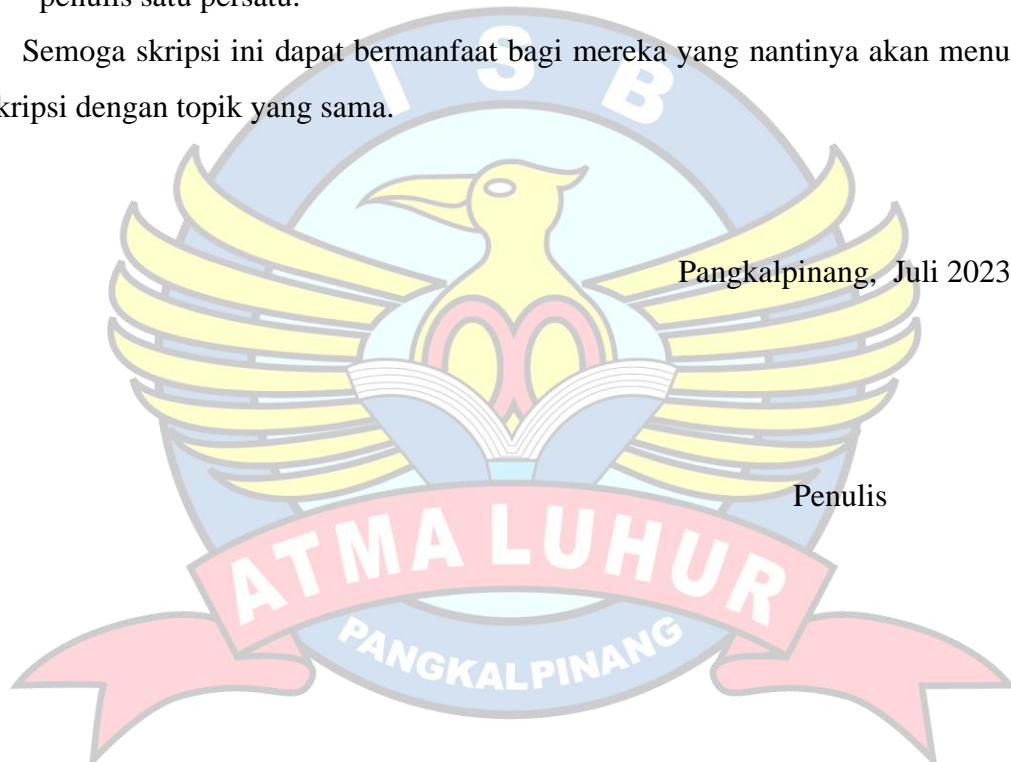 penulis satu persatu.
Semoga skripsi ini dapat bermanfaat bagi mereka yang nantinya akan menu
kripsi dengan topik yang sama.
Pangkalpinang, Juli 2023
Penulis
I S B
ATMA LUHUR
PANGKALPINANG